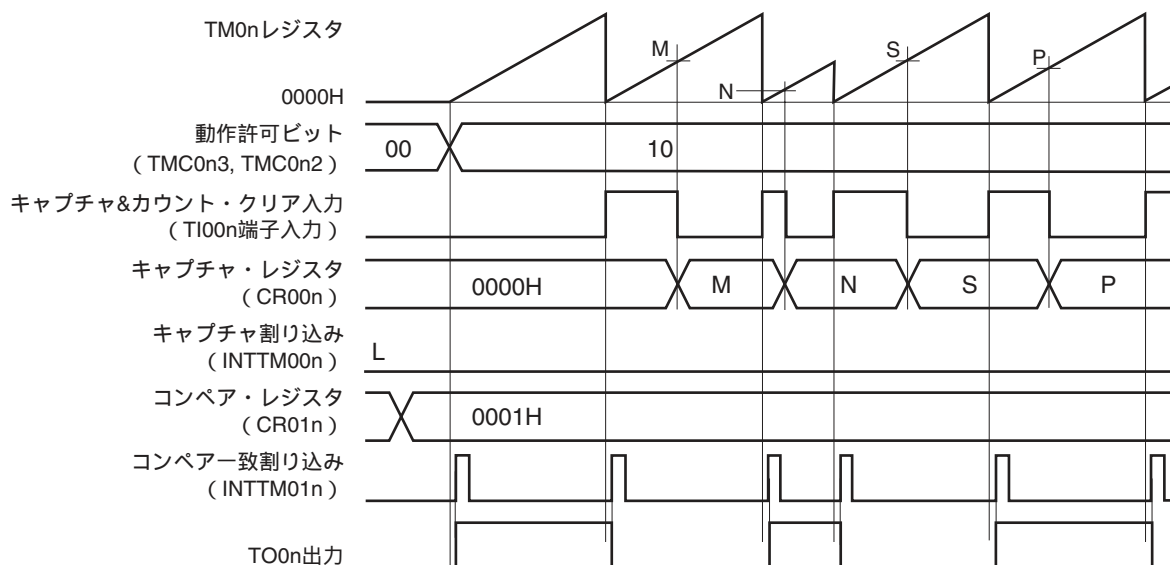 TM0nレジスタ
M
S
P
N
0000H
動作許可ビット
（TMC0n3, TMC0n2）
00
10
キャプチャ&カウント・クリア入力
（TI00n端子入力）
キャプチャ・レジスタ
（CR00n）
0000H
M
N
S
P
キャプチャ割り込み
（INTTM00n）
L
コンペア・レジスタ
（CR01n）
0001H
コンペア一致割り込み
（INTTM01n）
TO0n出力